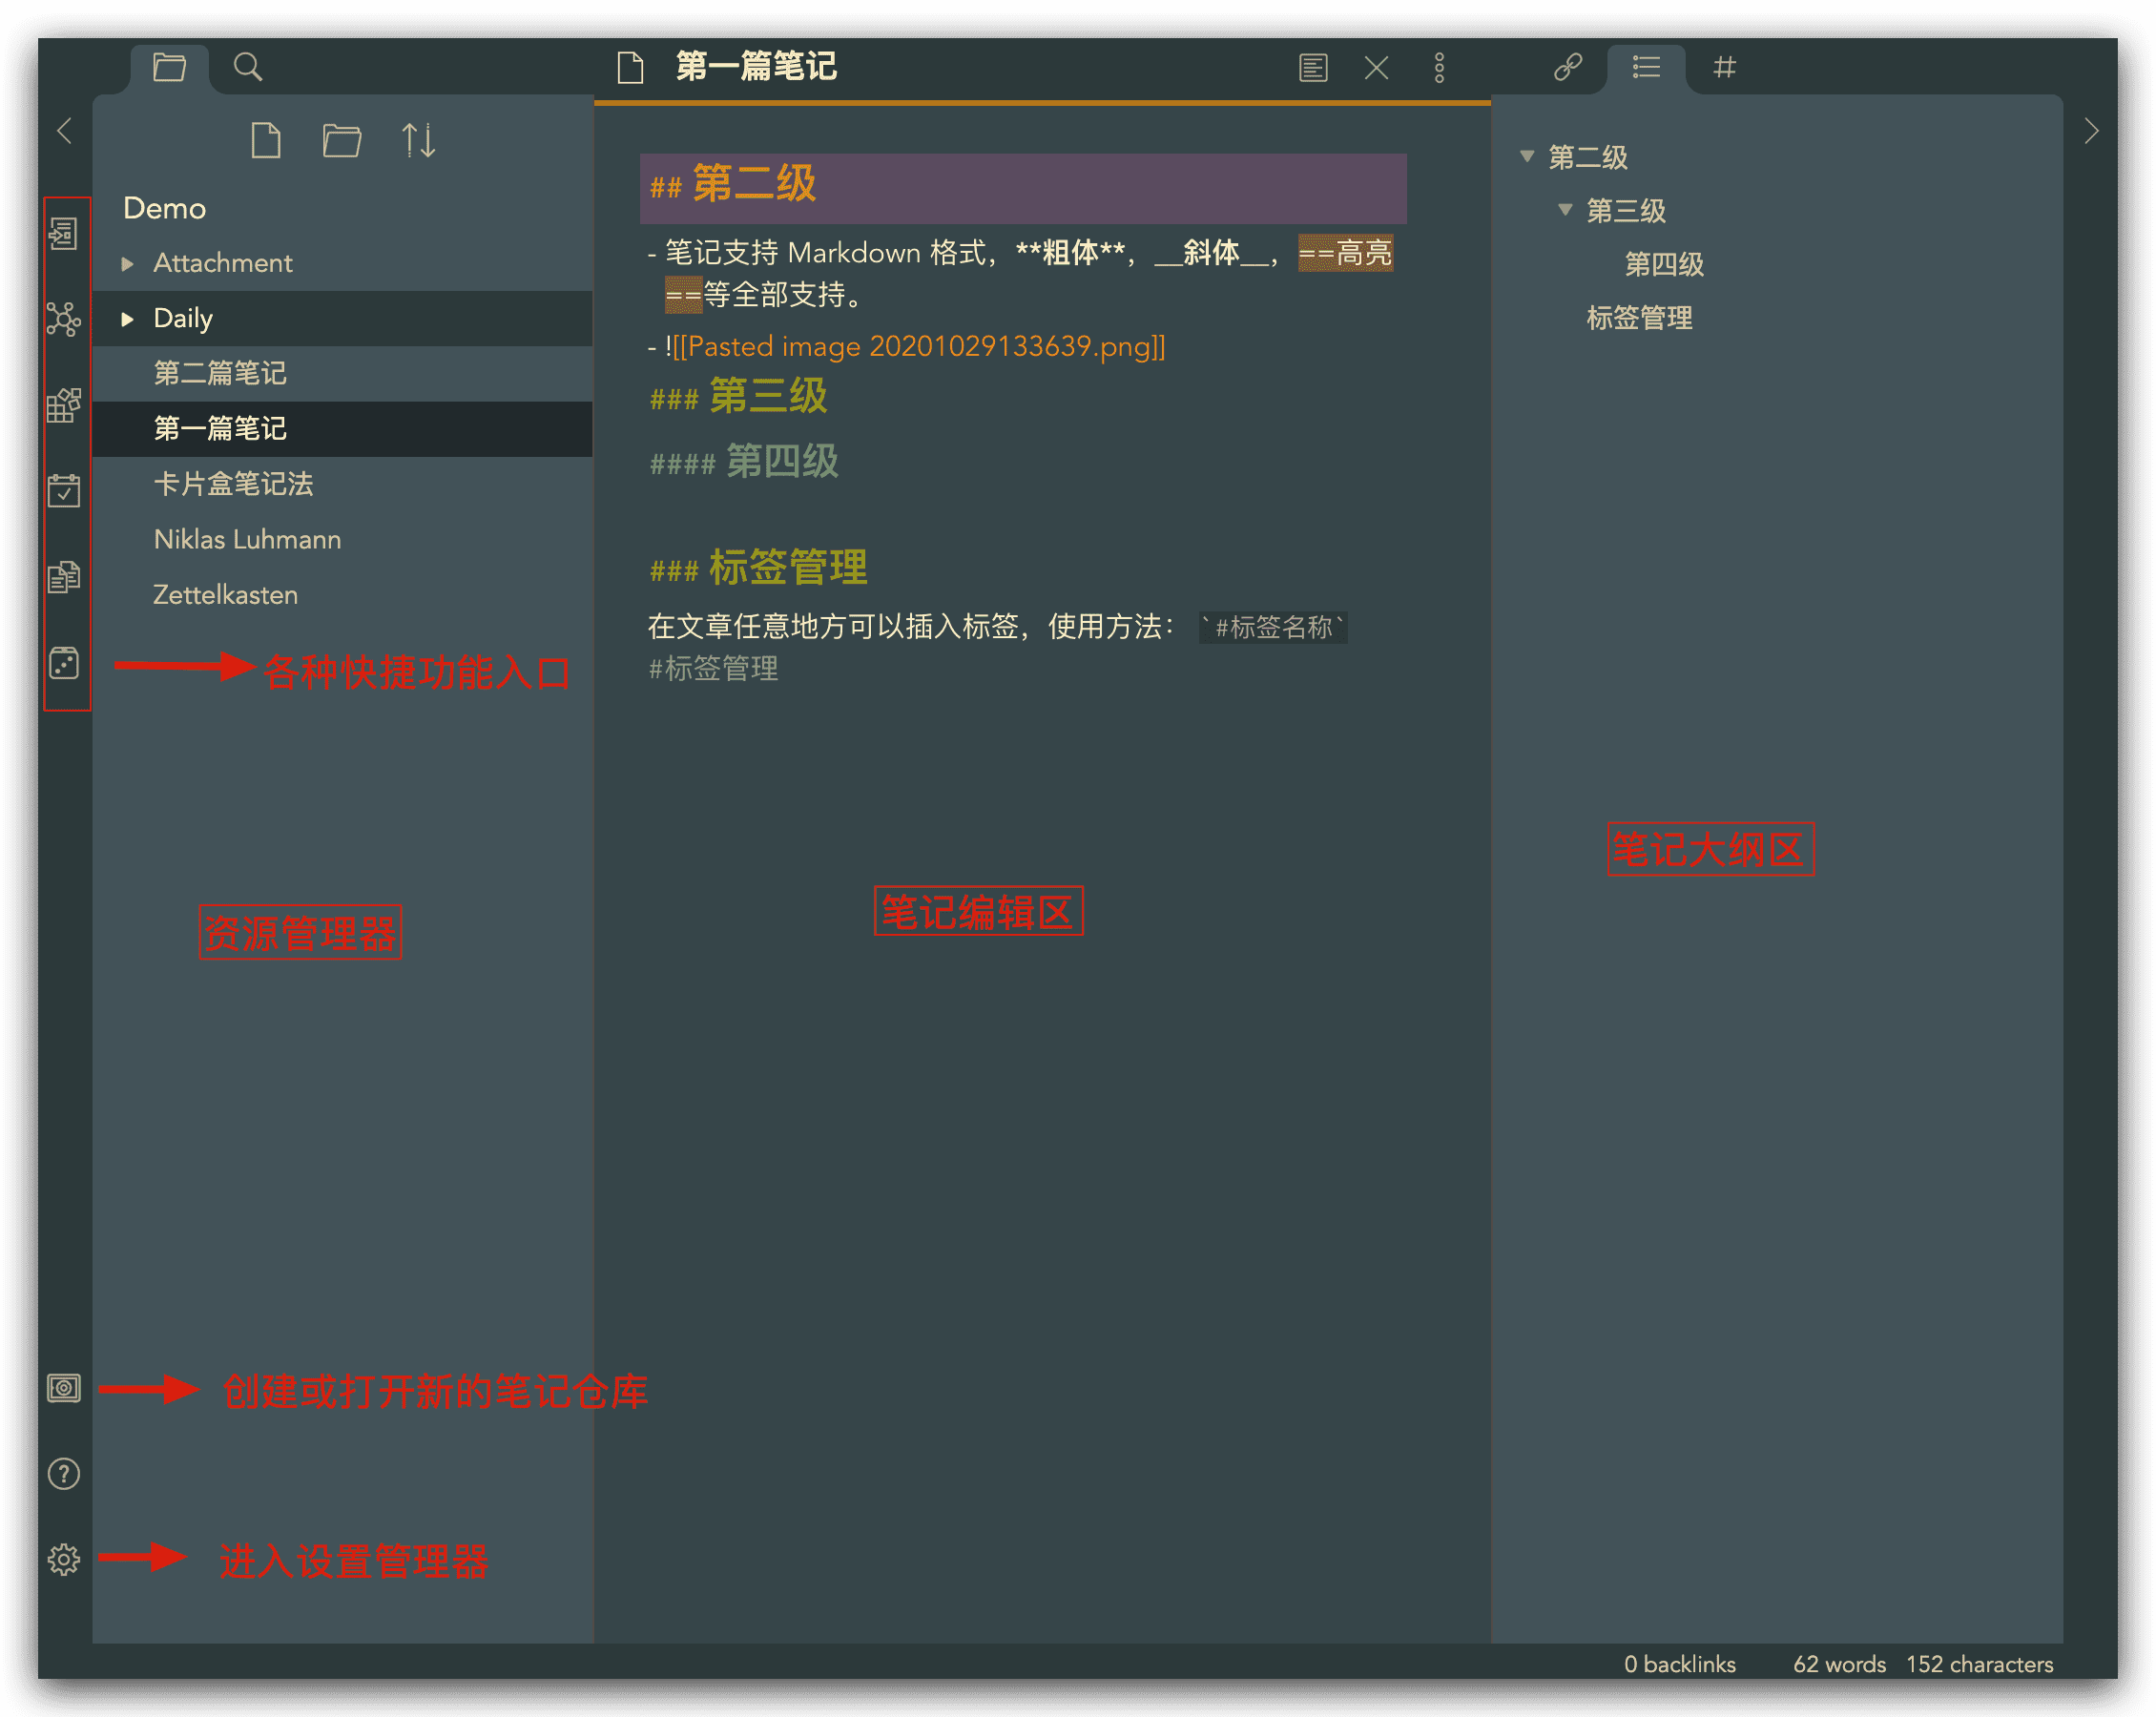 第一篇笔记
Demo
Attachment
Daily
第二篇笔记
第一篇笔记
卡片盒笔记法
Niklas Luhmann
Zettelkasten
各种快捷功能入口
资源管理器
创建或打开新的笔记仓库
进入设置管理器
## 第二级
- 笔记支持 Markdown 格式，**粗体**，__斜体__，==高亮
==等全部支持。
- ![[Pasted image 20201029133639.png]]
### 第三级
#### 第四级
### 标签管理
在文章任意地方可以插入标签，使用方法： `#标签名称`
#标签管理
笔记编辑区
第二级
第三级
第四级
标签管理
笔记大纲区
0 backlinks 62 words 152 characters